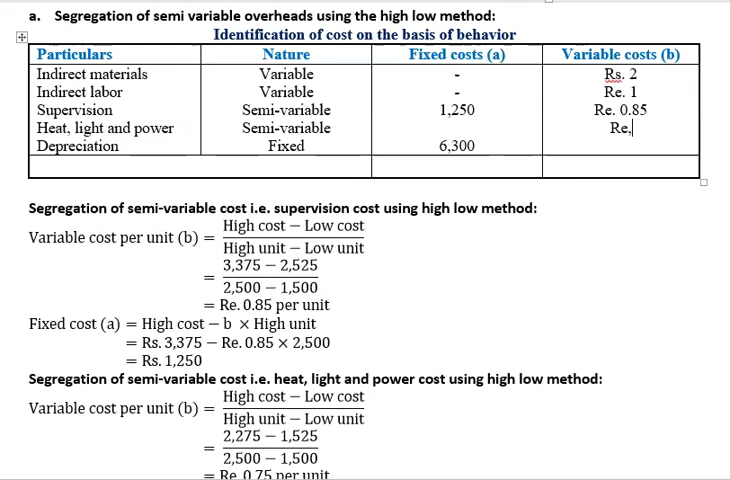 a. Segregation of semi variable overheads using the high low method:
Identification of cost on the basis of behavior
Particulars Nature Fixed costs (a) Variable costs (b)
Indirect materials Variable - Rs. 2
Indirect labor Variable - Re. 1
Supervision Semi-variable 1,250 Re. 0.85
Heat, light and power Semi-variable Re.
Depreciation Fixed 6,300
Segregation of semi-variable cost i.e. supervision cost using high low method:
Variable cost per unit (b) = High cost − Low cost
High unit − Low unit
= 3,375 − 2,525
2,500 − 1,500
= Re. 0.85 per unit
Fixed cost (a) = High cost − b × High unit
= Rs. 3,375 − Re. 0.85 × 2,500
= Rs. 1,250
Segregation of semi-variable cost i.e. heat, light and power cost using high low method:
Variable cost per unit (b) = High cost − Low cost
High unit − Low unit
= 2,275 − 1,525
2,500 − 1,500
= Re. 0.75 per unit